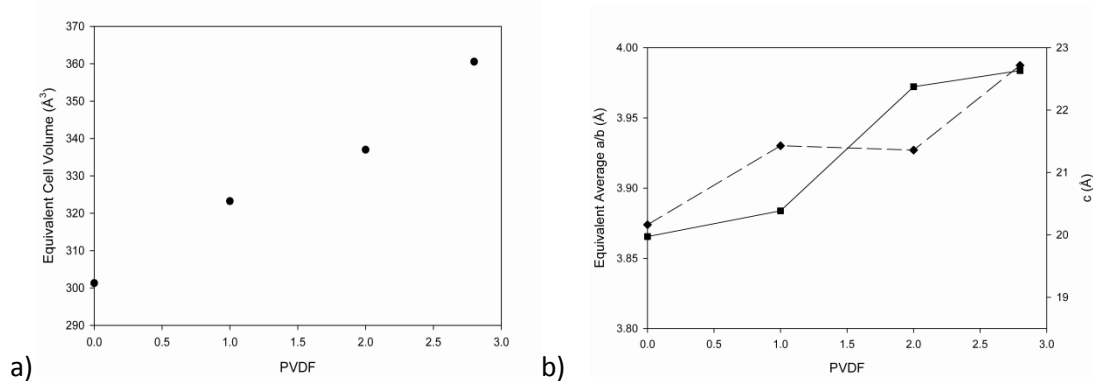 370
360
350
340
330
320
310
300
290
Equivalent Cell Volume (Å³)
0.0 0.5 1.0 1.5 2.0 2.5 3.0
PVDF
a)
4.00
3.95
3.90
3.85
3.80
Equivalent Average a/b (Å)
23
22
21
20
19
c (Å)
0.0 0.5 1.0 1.5 2.0 2.5 3.0
PVDF
b)